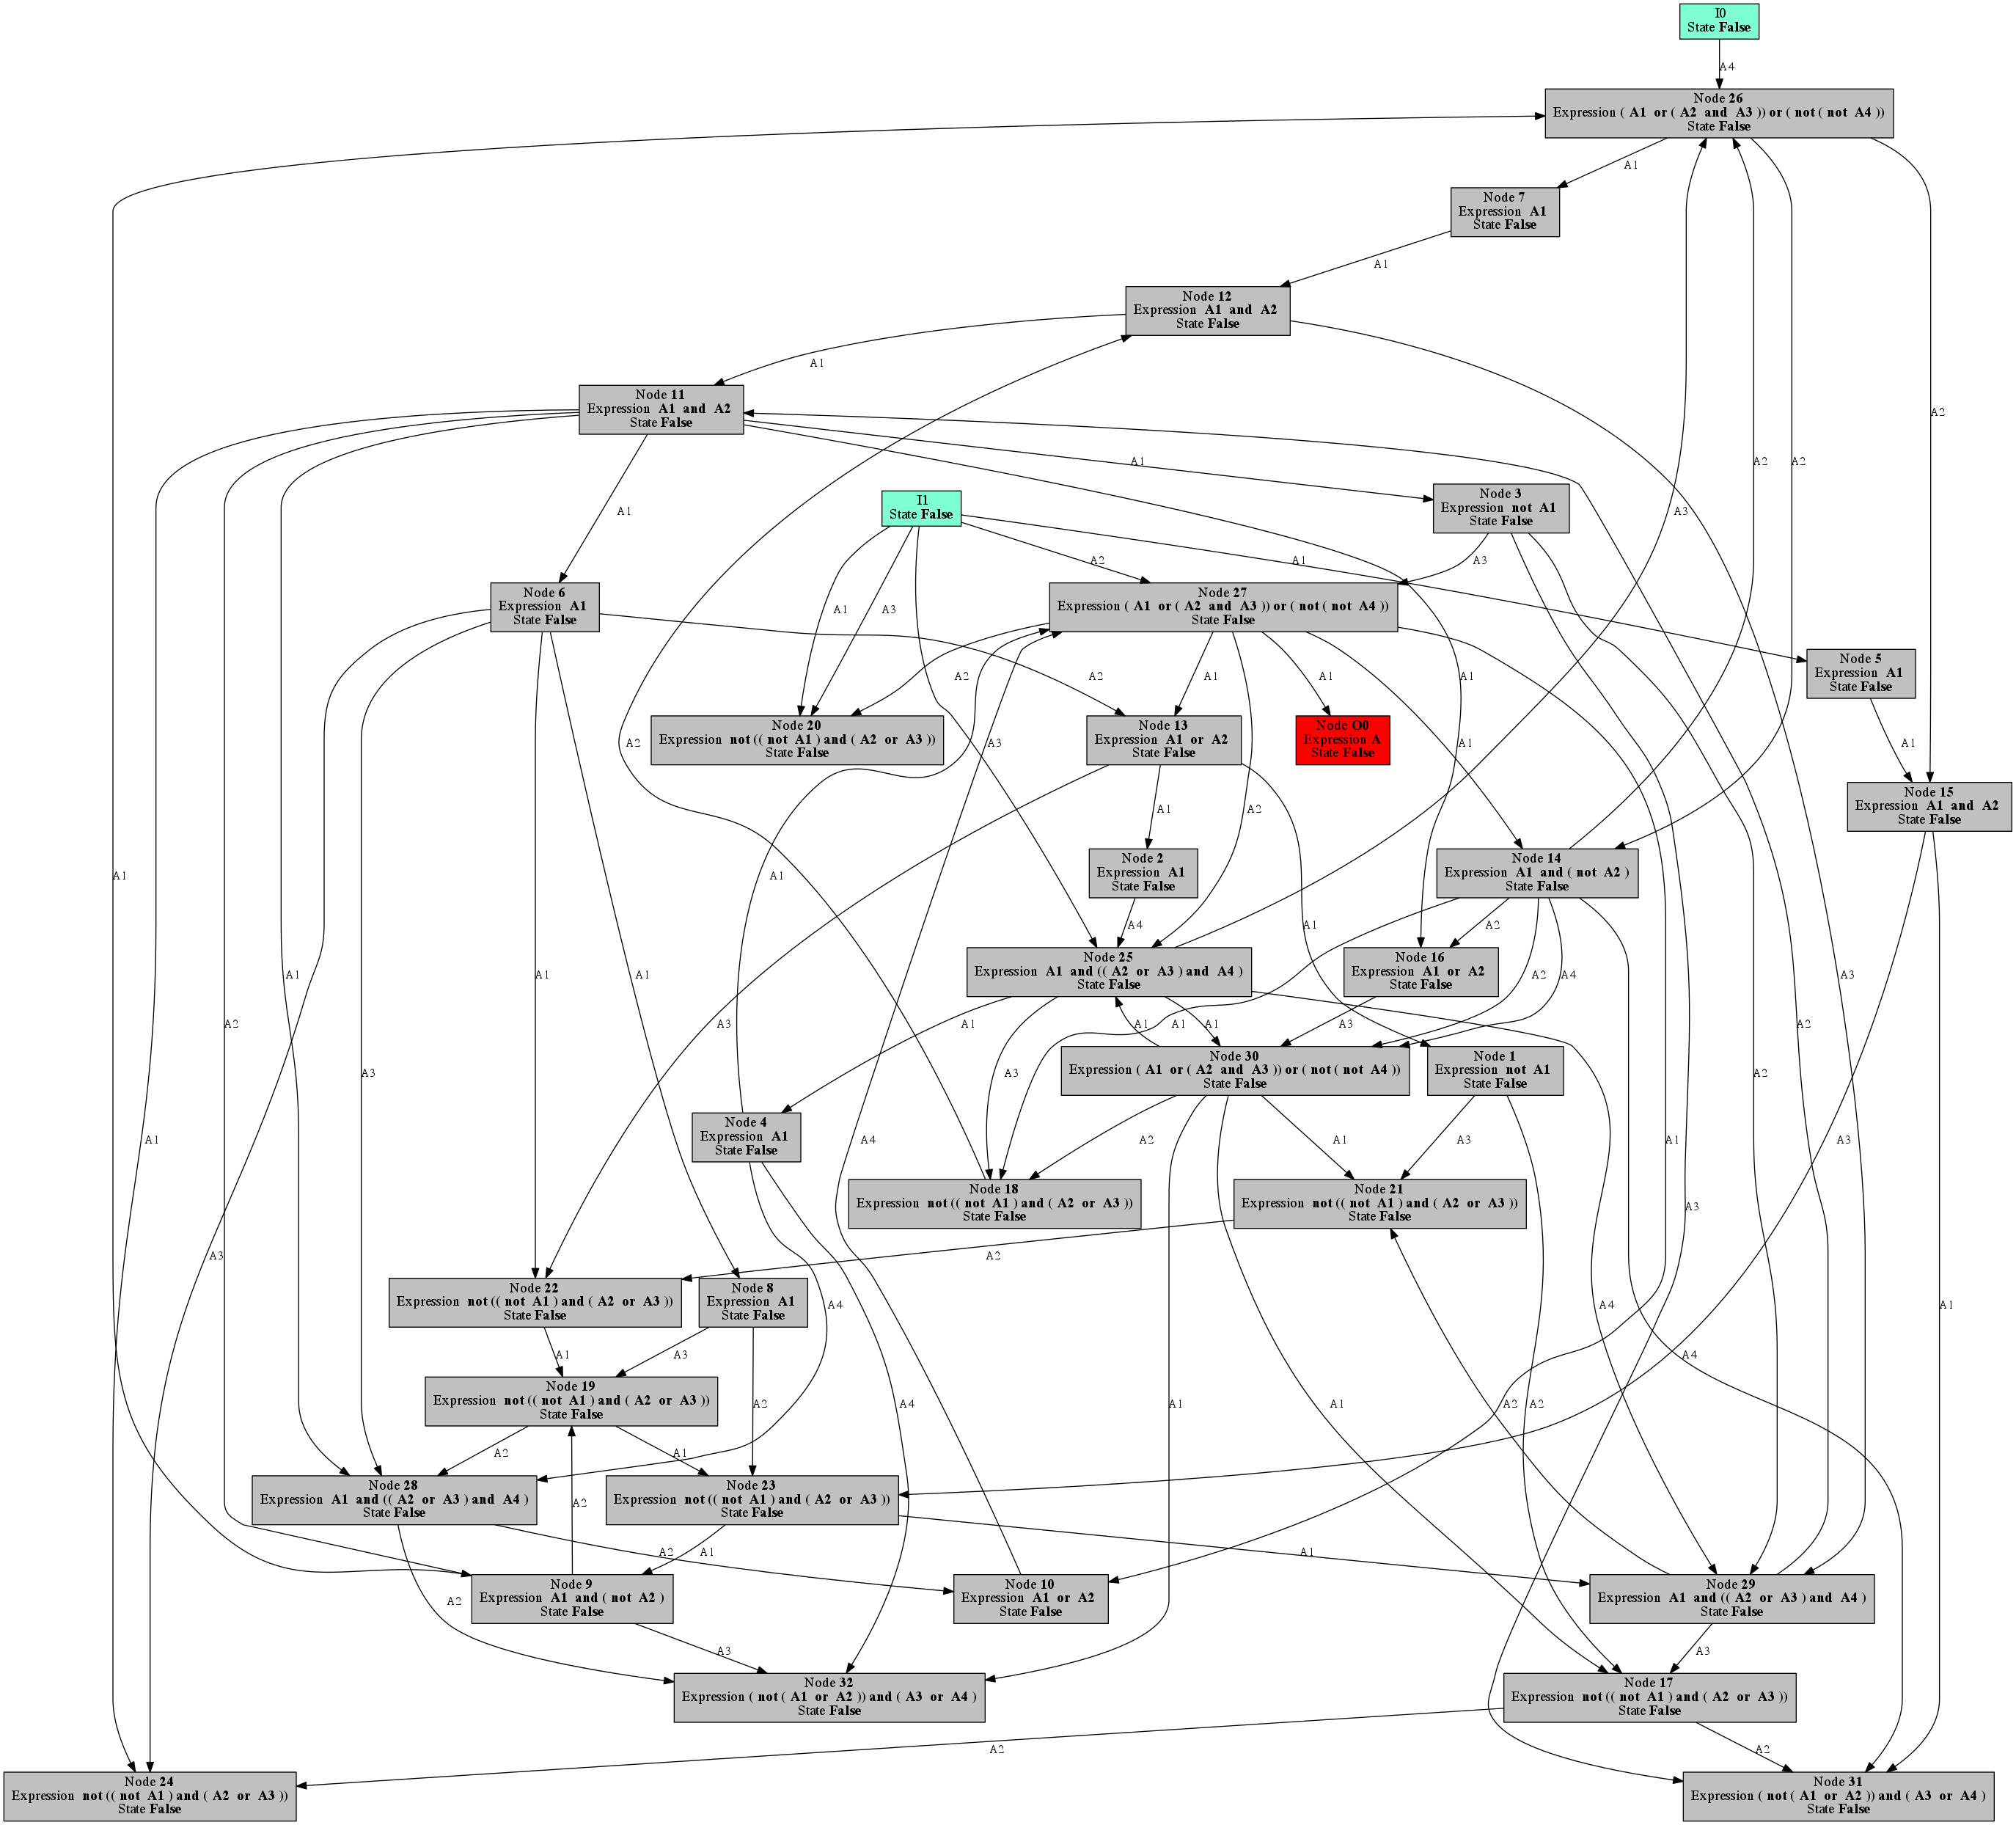 I0
State False
A4
Node 26
Expression ( A1 or ( A2 and A3 )) or ( not ( not A4 ))
State False
A1
Node 7
Expression A1
State False
A1
Node 12
Expression A1 and A2
State False
A2
A1
Node 11
Expression A1 and A2
State False
A1
Node 3
Expression not A1
State False
I1
State False
A2
A2
A3
A1
A2
A3
A1
Node 6
Expression A1
State False
Node 27
Expression ( A1 or ( A2 and A3 )) or ( not ( not A4 ))
State False
A1
A3
Node 5
Expression A1
State False
A2
A1
A2
A1
A1
A1
Node 20
Expression not (( not A1 ) and ( A2 or A3 ))
State False
Node 13
Expression A1 or A2
State False
Node O0
Expression A
State False
A2
A3
A1
A1
Node 15
Expression A1 and A2
State False
A1
A2
Node 2
Expression A1
State False
Node 14
Expression A1 and ( not A2 )
State False
A1
A1
A4
A2
Node 25
Expression A1 and (( A2 or A3 ) and A4 )
State False
Node 16
Expression A1 or A2
State False
A1
A2
A1
A1
A3
A2
A4
A3
A3
A1
A1
A1
A3
Node 30
Expression ( A1 or ( A2 and A3 )) or ( not ( not A4 ))
State False
Node 1
Expression not A1
State False
A3
A3
A2
Node 4
Expression A1
State False
A1
A4
A2
A1
A3
A4
A1
A3
Node 18
Expression not (( not A1 ) and ( A2 or A3 ))
State False
Node 21
Expression not (( not A1 ) and ( A2 or A3 ))
State False
A3
A3
A2
Node 22
Expression not (( not A1 ) and ( A2 or A3 ))
State False
Node 8
Expression A1
State False
A4
A1
A1
A3
A4
Node 19
Expression not (( not A1 ) and ( A2 or A3 ))
State False
A2
A4
A1
A1
A2
A2
A2
A1
Node 28
Expression A1 and (( A2 or A3 ) and A4 )
State False
Node 23
Expression not (( not A1 ) and ( A2 or A3 ))
State False
A2
A2
A1
A1
Node 9
Expression A1 and ( not A2 )
State False
Node 10
Expression A1 or A2
State False
Node 29
Expression A1 and (( A2 or A3 ) and A4 )
State False
A2
A3
A3
Node 32
Expression ( not ( A1 or A2 )) and ( A3 or A4 )
State False
Node 17
Expression not (( not A1 ) and ( A2 or A3 ))
State False
A2
A2
Node 24
Expression not (( not A1 ) and ( A2 or A3 ))
State False
Node 31
Expression ( not ( A1 or A2 )) and ( A3 or A4 )
State False